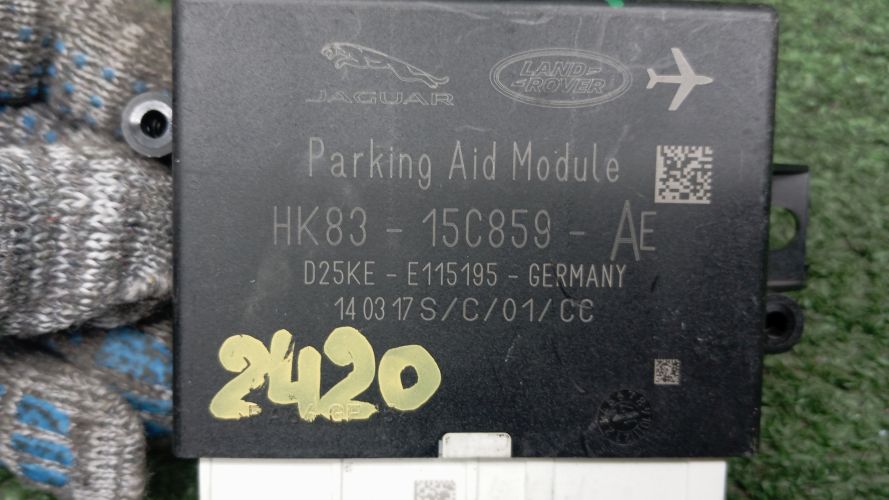 JAGUAR
LAND-
-ROVER
Parking Aid Module
HK83 - 15C859 - AE
D25KE - E115195 - GERMANY
14 03 17 S/C/01/CC
2420